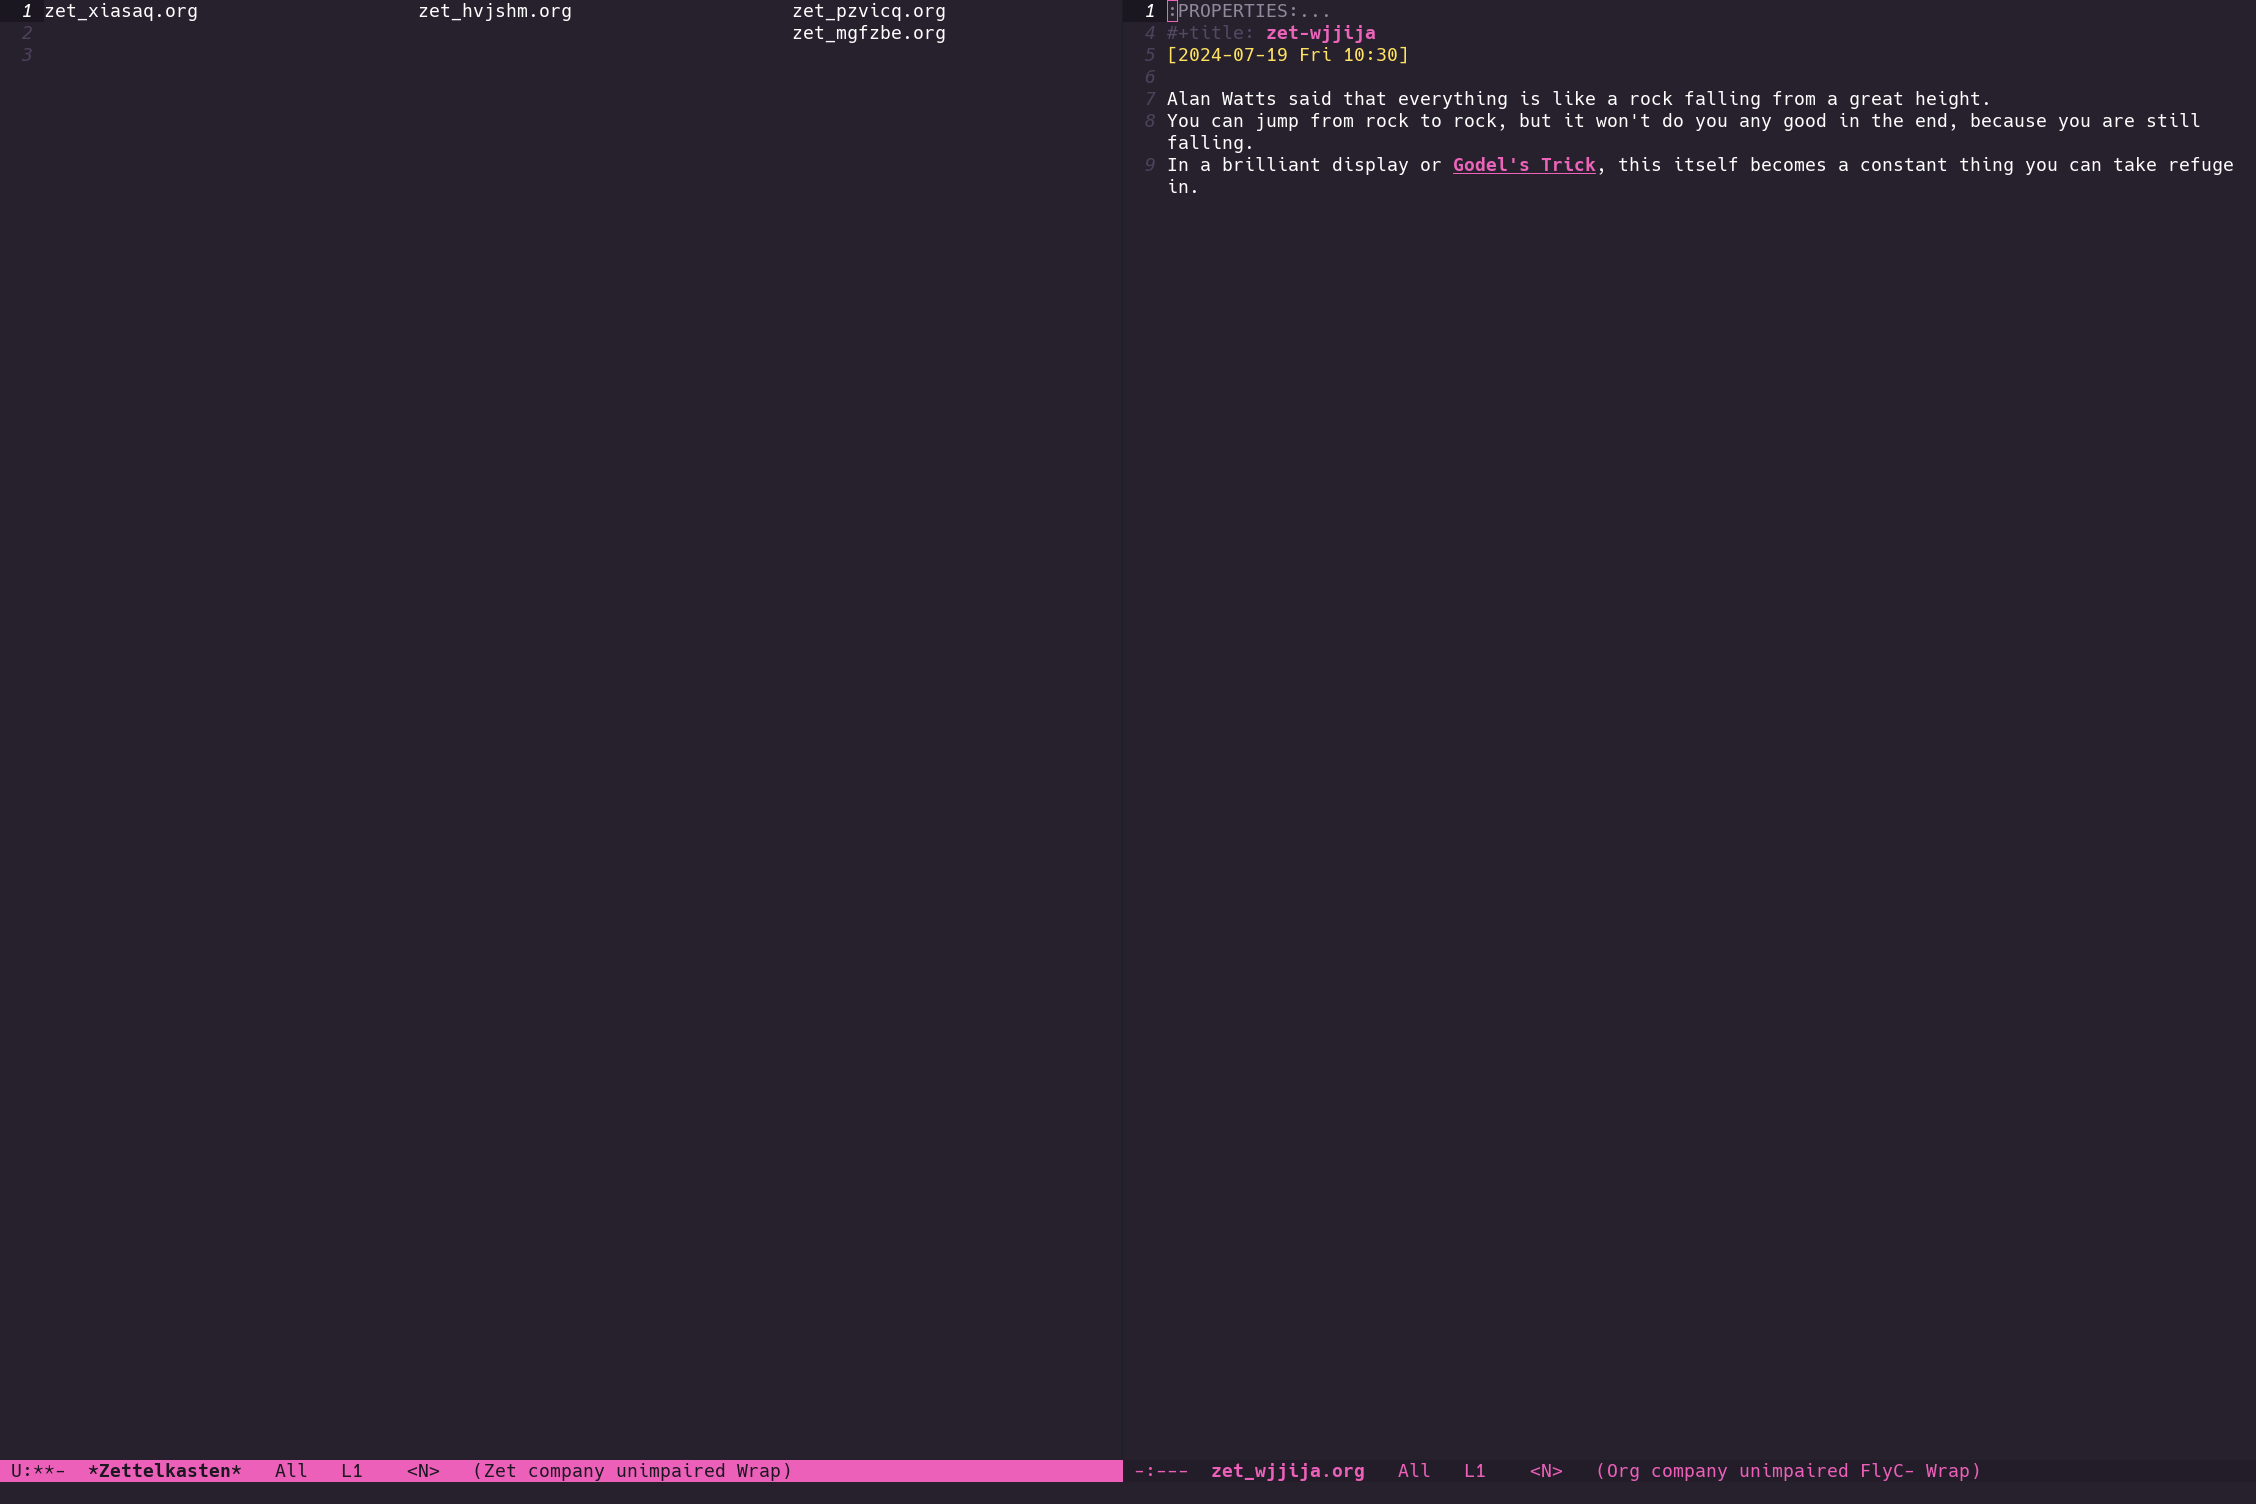 1 zet_xiasaq.org zet_hvjshm.org zet_pzvicq.org
2 zet_mgfzbe.org
3
1 :PROPERTIES:...
4 #+title: zet-wjjija
5 [2024-07-19 Fri 10:30]
6
7 Alan Watts said that everything is like a rock falling from a great height.
8 You can jump from rock to rock, but it won't do you any good in the end, because you are still
falling.
9 In a brilliant display or Godel's Trick, this itself becomes a constant thing you can take refuge
in.
U:**- *Zettelkasten* All L1 <N> (Zet company unimpaired Wrap)
-:--- zet_wjjija.org All L1 <N> (Org company unimpaired FlyC- Wrap)